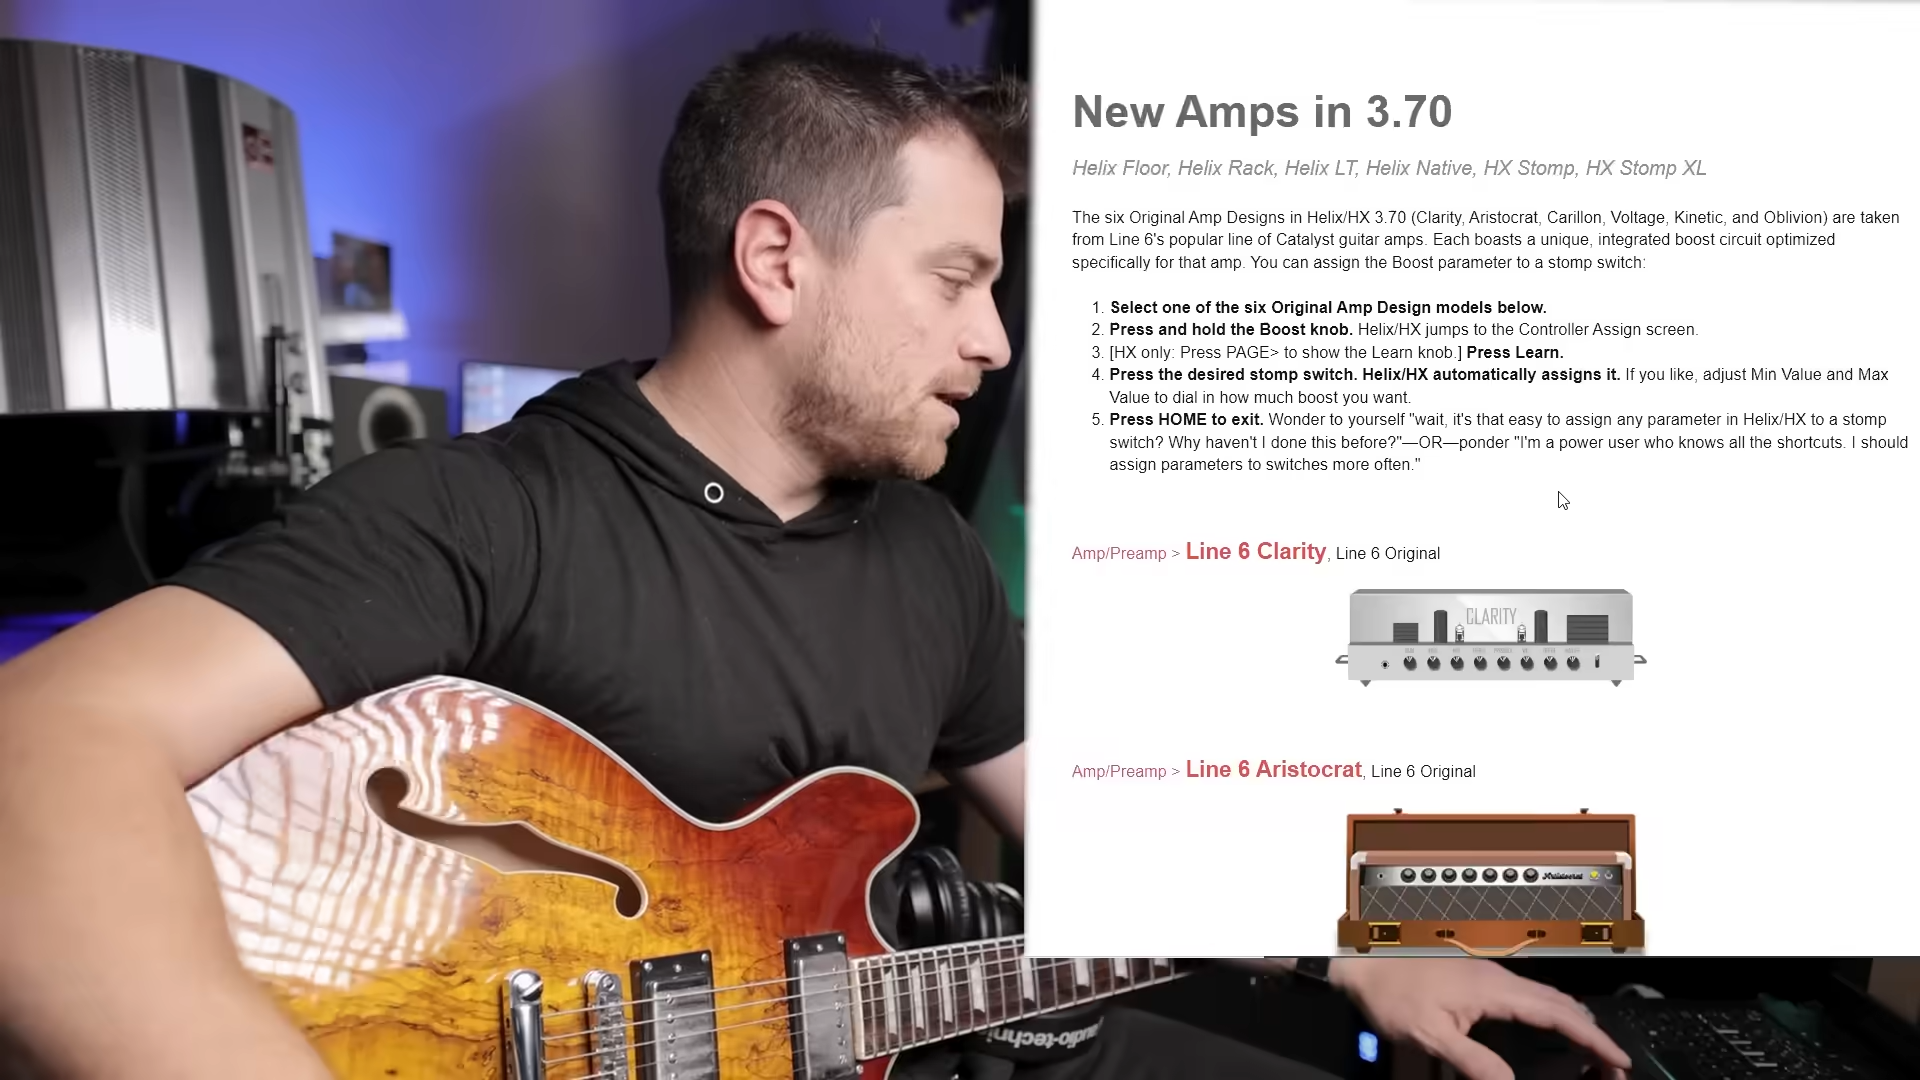 New Amps in 3.70
Helix Floor, Helix Rack, Helix LT, Helix Native, HX Stomp, HX Stomp XL
The six Original Amp Designs in Helix/HX 3.70 (Clarity, Aristocrat, Carillon, Voltage, Kinetic, and Oblivion) are taken
from Line 6's popular line of Catalyst guitar amps. Each boasts a unique, integrated boost circuit optimized
specifically for that amp. You can assign the Boost parameter to a stomp switch:
1. Select one of the six Original Amp Design models below.
2. Press and hold the Boost knob. Helix/HX jumps to the Controller Assign screen.
3. [HX only: Press PAGE> to show the Learn knob.] Press Learn.
4. Press the desired stomp switch. Helix/HX automatically assigns it. If you like, adjust Min Value and Max
Value to dial in how much boost you want.
5. Press HOME to exit. Wonder to yourself "wait, it's that easy to assign any parameter in Helix/HX to a stomp
switch? Why haven't I done this before?"—OR—ponder "I'm a power user who knows all the shortcuts. I should
assign parameters to switches more often."
Amp/Preamp > Line 6 Clarity, Line 6 Original
CLARITY
Amp/Preamp > Line 6 Aristocrat, Line 6 Original
Aristocrat
audio-techni